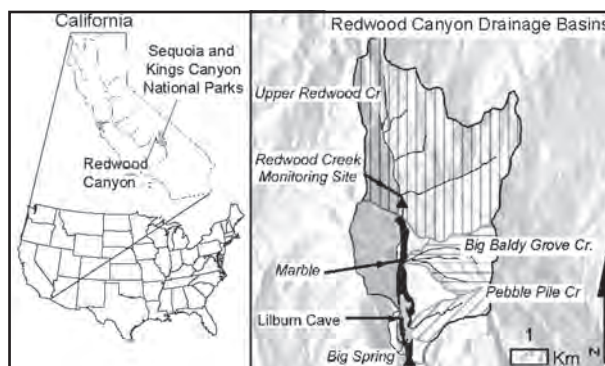 California
Sequoia and
Kings Canyon
National Parks
Redwood
Canyon
Redwood Canyon Drainage Basins
Upper Redwood Cr
Redwood Creek
Monitoring Site
Big Baldy Grove Cr.
Marble
Pebble Pile Cr
Lilburn Cave
Big Spring
1
Km
N